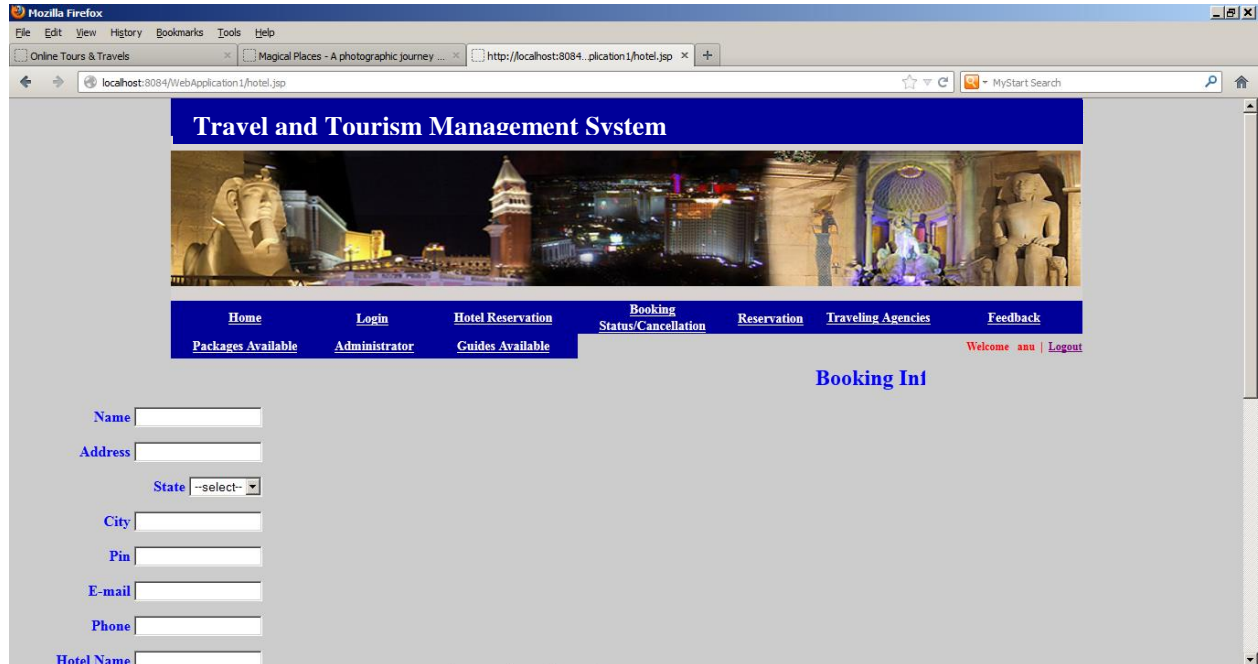 Mozilla Firefox
File Edit View History Bookmarks Tools Help
Online Tours & Travels × Magical Places - A photographic journey ... × http://localhost:8084...plication1/hotel.jsp × +
localhost:8084/WebApplication1/hotel.jsp MyStart Search
Travel and Tourism Management System
Home Login Hotel Reservation Booking Status/Cancellation Reservation Traveling Agencies Feedback
Packages Available Administrator Guides Available Welcome anu | Logout
Booking Inf
Name
Address
State --select--
City
Pin
E-mail
Phone
Hotel Name